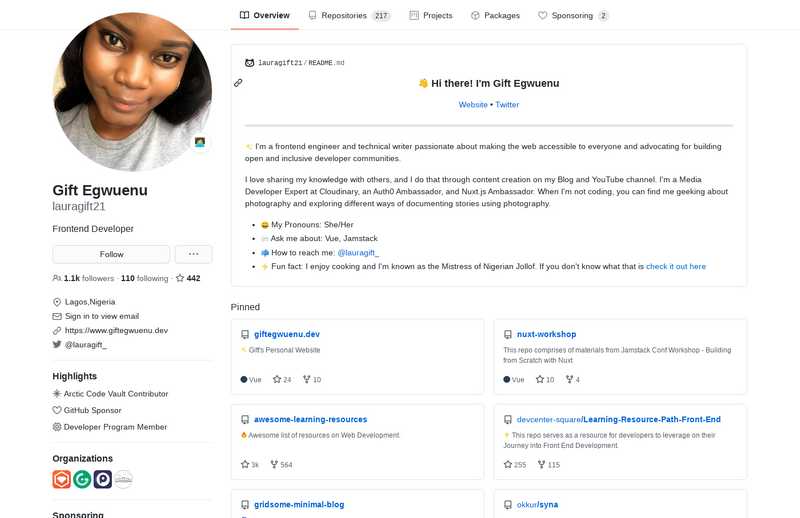 Overview
Repositories 217
Projects
Packages
Sponsoring 2
lauragift21 / README.md
Hi there! I'm Gift Egwuenu
Website • Twitter
I'm a frontend engineer and technical writer passionate about making the web accessible to everyone and advocating for building
open and inclusive developer communities.
I love sharing my knowledge with others, and I do that through content creation on my Blog and YouTube channel. I'm a Media
Developer Expert at Cloudinary, an Auth0 Ambassador, and Nuxt.js Ambassador. When I'm not coding, you can find me geeking about
photography and exploring different ways of documenting stories using photography.
• 😄 My Pronouns: She/Her
• 💬 Ask me about: Vue, Jamstack
• 📫 How to reach me: @lauragift_
• ⚡ Fun fact: I enjoy cooking and I'm known as the Mistress of Nigerian Jollof. If you don't know what that is check it out here
Gift Egwuenu
lauragift21
Frontend Developer
Follow
1.1k followers · 110 following · 442
Lagos,Nigeria
Sign in to view email
https://www.giftegwuenu.dev
@lauragift_
Highlights
Arctic Code Vault Contributor
GitHub Sponsor
Developer Program Member
Organizations
Sponsoring
Pinned
giftegwuenu.dev
Gift's Personal Website
Vue 24 10
nuxt-workshop
This repo comprises of materials from Jamstack Conf Workshop - Building
from Scratch with Nuxt
Vue 10 4
awesome-learning-resources
🔥 Awesome list of resources on Web Development.
3k 564
devcenter-square/Learning-Resource-Path-Front-End
This repo serves as a resource for developers to leverage on their
Journey into Front End Development.
255 115
gridsome-minimal-blog
okkur/syna